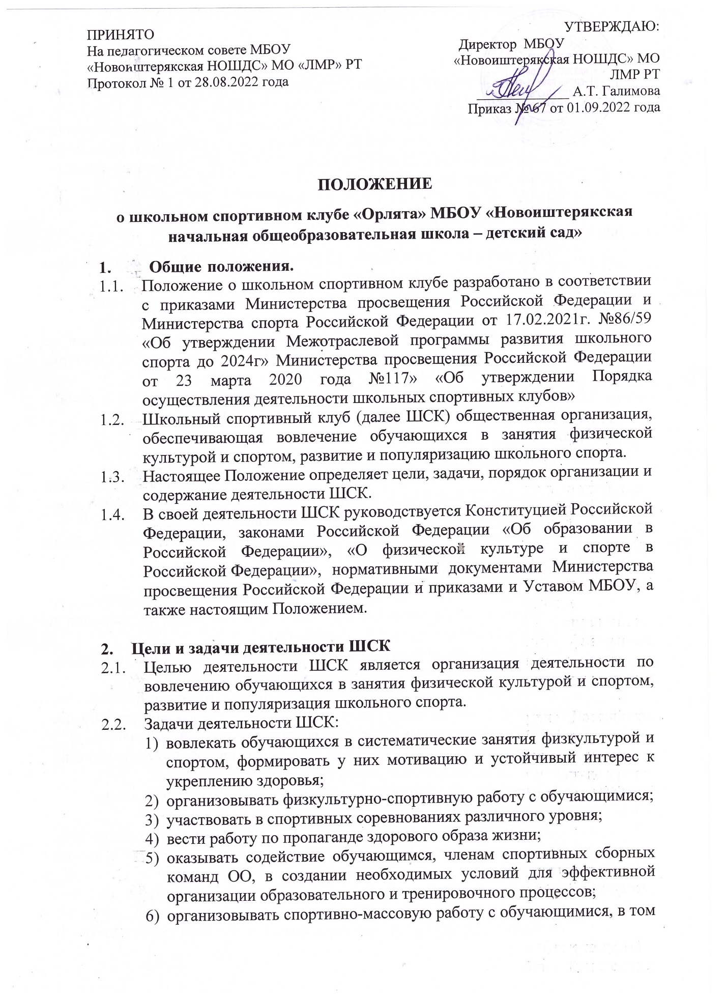 ПРИНЯТО
На педагогическом совете МБОУ
«Новоиштерякская НОШДС» МО «ЛМР» РТ
Протокол № 1 от 28.08.2022 года
УТВЕРЖДАЮ:
Директор МБОУ
«Новоиштерякская НОШДС» МО
ЛМР РТ
_____________ А.Т. Галимова
Приказ № 67 от 01.09.2022 года
ПОЛОЖЕНИЕ
о школьном спортивном клубе «Орлята» МБОУ «Новоиштерякская
начальная общеобразовательная школа – детский сад»
1. Общие положения.
1.1. Положение о школьном спортивном клубе разработано в соответствии
с приказами Министерства просвещения Российской Федерации и
Министерства спорта Российской Федерации от 17.02.2021г. №86/59
«Об утверждении Межотраслевой программы развития школьного
спорта до 2024г» Министерства просвещения Российской Федерации
от 23 марта 2020 года №117» «Об утверждении Порядка
осуществления деятельности школьных спортивных клубов»
1.2. Школьный спортивный клуб (далее ШСК) общественная организация,
обеспечивающая вовлечение обучающихся в занятия физической
культурой и спортом, развитие и популяризацию школьного спорта.
1.3. Настоящее Положение определяет цели, задачи, порядок организации и
содержание деятельности ШСК.
1.4. В своей деятельности ШСК руководствуется Конституцией Российской
Федерации, законами Российской Федерации «Об образовании в
Российской Федерации», «О физической культуре и спорте в
Российской Федерации», нормативными документами Министерства
просвещения Российской Федерации и приказами и Уставом МБОУ, а
также настоящим Положением.
2. Цели и задачи деятельности ШСК
2.1. Целью деятельности ШСК является организация деятельности по
вовлечению обучающихся в занятия физической культурой и спортом,
развитие и популяризация школьного спорта.
2.2. Задачи деятельности ШСК:
1) вовлекать обучающихся в систематические занятия физкультурой и
спортом, формировать у них мотивацию и устойчивый интерес к
укреплению здоровья;
2) организовывать физкультурно-спортивную работу с обучающимися;
3) участвовать в спортивных соревнованиях различного уровня;
4) вести работу по пропаганде здорового образа жизни;
5) оказывать содействие обучающимся, членам спортивных сборных
команд ОО, в создании необходимых условий для эффективной
организации образовательного и тренировочного процессов;
6) организовывать спортивно-массовую работу с обучающимися, в том